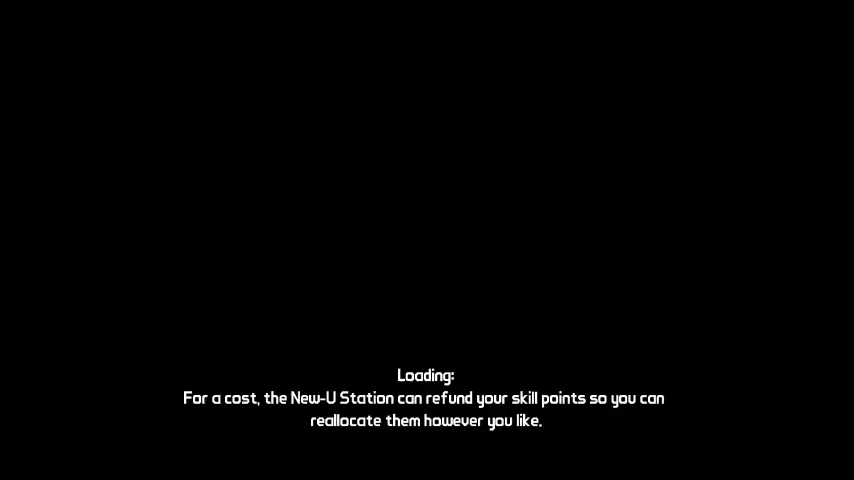 Loading:
For a cost, the New-U Station can refund your skill points so you can
reallocate them however you like.